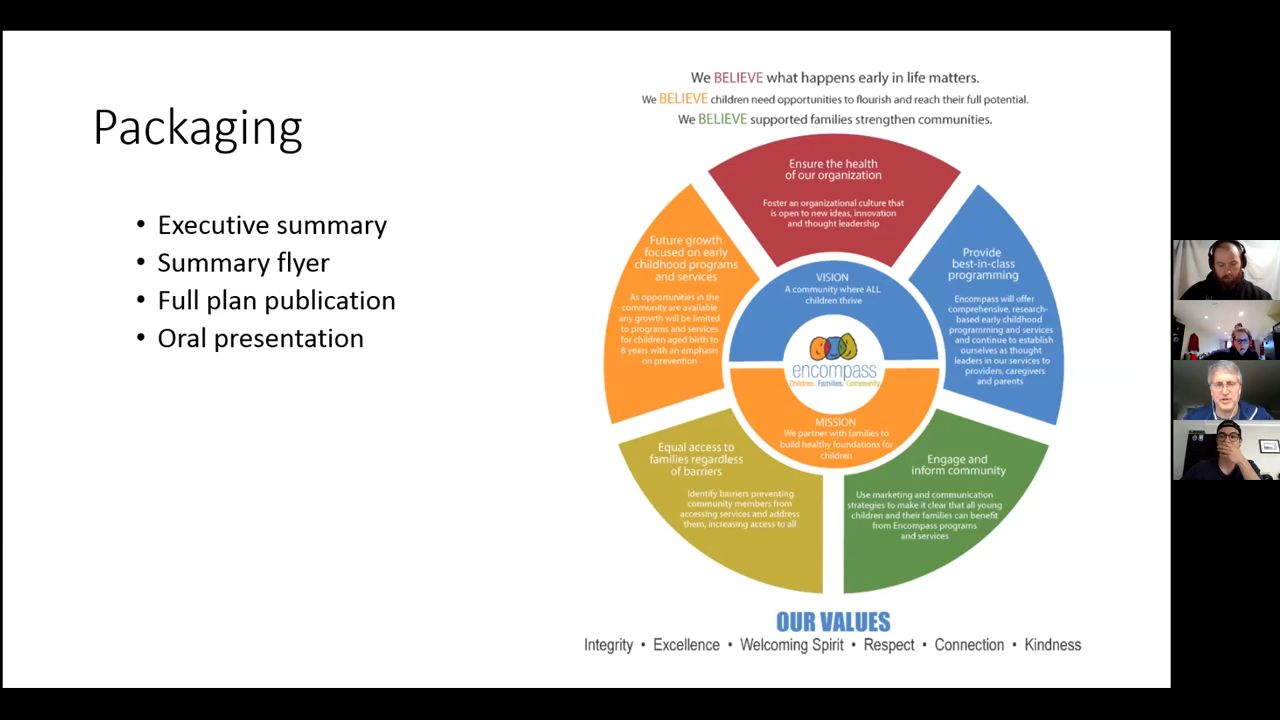 Packaging
• Executive summary
• Summary flyer
• Full plan publication
• Oral presentation
We BELIEVE what happens early in life matters.
We BELIEVE children need opportunities to flourish and reach their full potential.
We BELIEVE supported families strengthen communities.
Ensure the health
of our organization
Foster an organizational culture that
is open to new ideas, innovation
and thought leadership
Provide
best-in-class
programming
Encompass will offer
comprehensive, research-
based early childhood
programming and services
and continue to establish
ourselves as thought
leaders in our services to
providers, caregivers
and parents
Engage and
inform community
Use marketing and communication
strategies to make it clear that all young
children and their families can benefit
from Encompass programs
and services
Equal access to
families regardless
of barriers
Identify barriers preventing
community members from
accessing services and address
them, increasing access to all
Future growth
focused on early
childhood programs
and services
As opportunities in the
community are available
any growth will be limited
to programs and services
for children aged birth to
8 years with an emphasis
on prevention
VISION
A community where ALL
children thrive
encompass
Children. Families. Community.
MISSION
We partner with families to
build healthy foundations for
children
OUR VALUES
Integrity • Excellence • Welcoming Spirit • Respect • Connection • Kindness